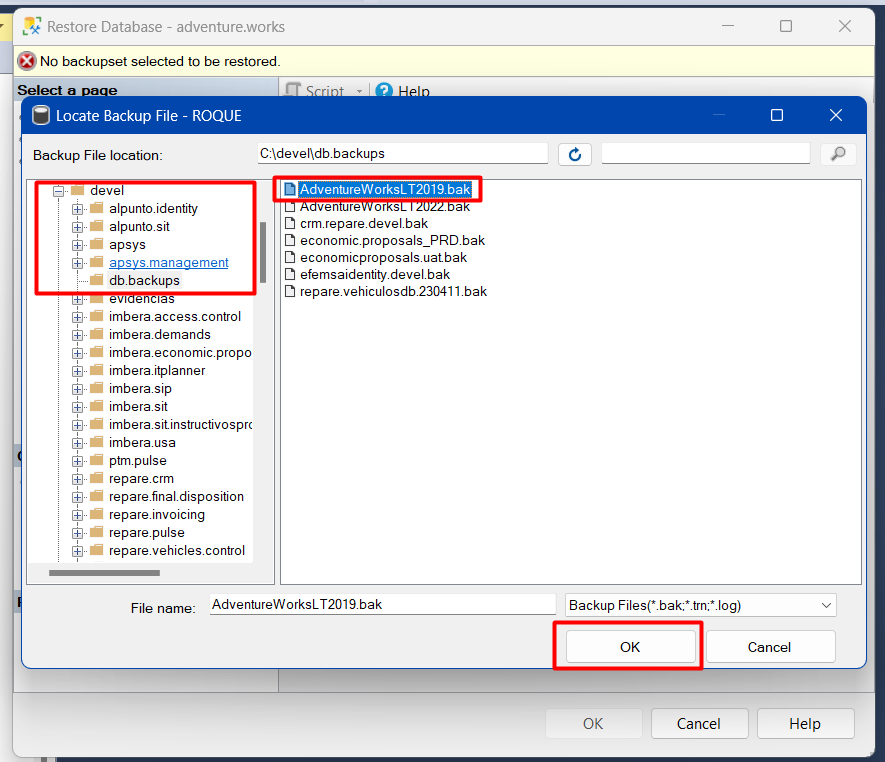 Restore Database - adventure.works
No backupset selected to be restored.
Select a page
Script
Help
Locate Backup File - ROQUE
Backup File location:
C:\devel\db.backups
devel
alpunto.identity
alpunto.sit
apsys
apsys.management
db.backups
evidencias
imbera.access.control
imbera.demands
imbera.economic.propo
imbera.itplanner
imbera.sip
imbera.sit
imbera.sit.instructivospro
imbera.usa
ptm.pulse
repare.crm
repare.final.disposition
repare.invoicing
repare.pulse
repare.vehicles.control
AdventureWorksLT2019.bak
AdventureWorksLT2022.bak
crm.repare.devel.bak
economic.proposals_PRD.bak
economicproposals.uat.bak
efemsaidentity.devel.bak
repare.vehiculosdb.230411.bak
File name:
AdventureWorksLT2019.bak
Backup Files(*.bak;*.trn;*.log)
OK
Cancel
OK
Cancel
Help